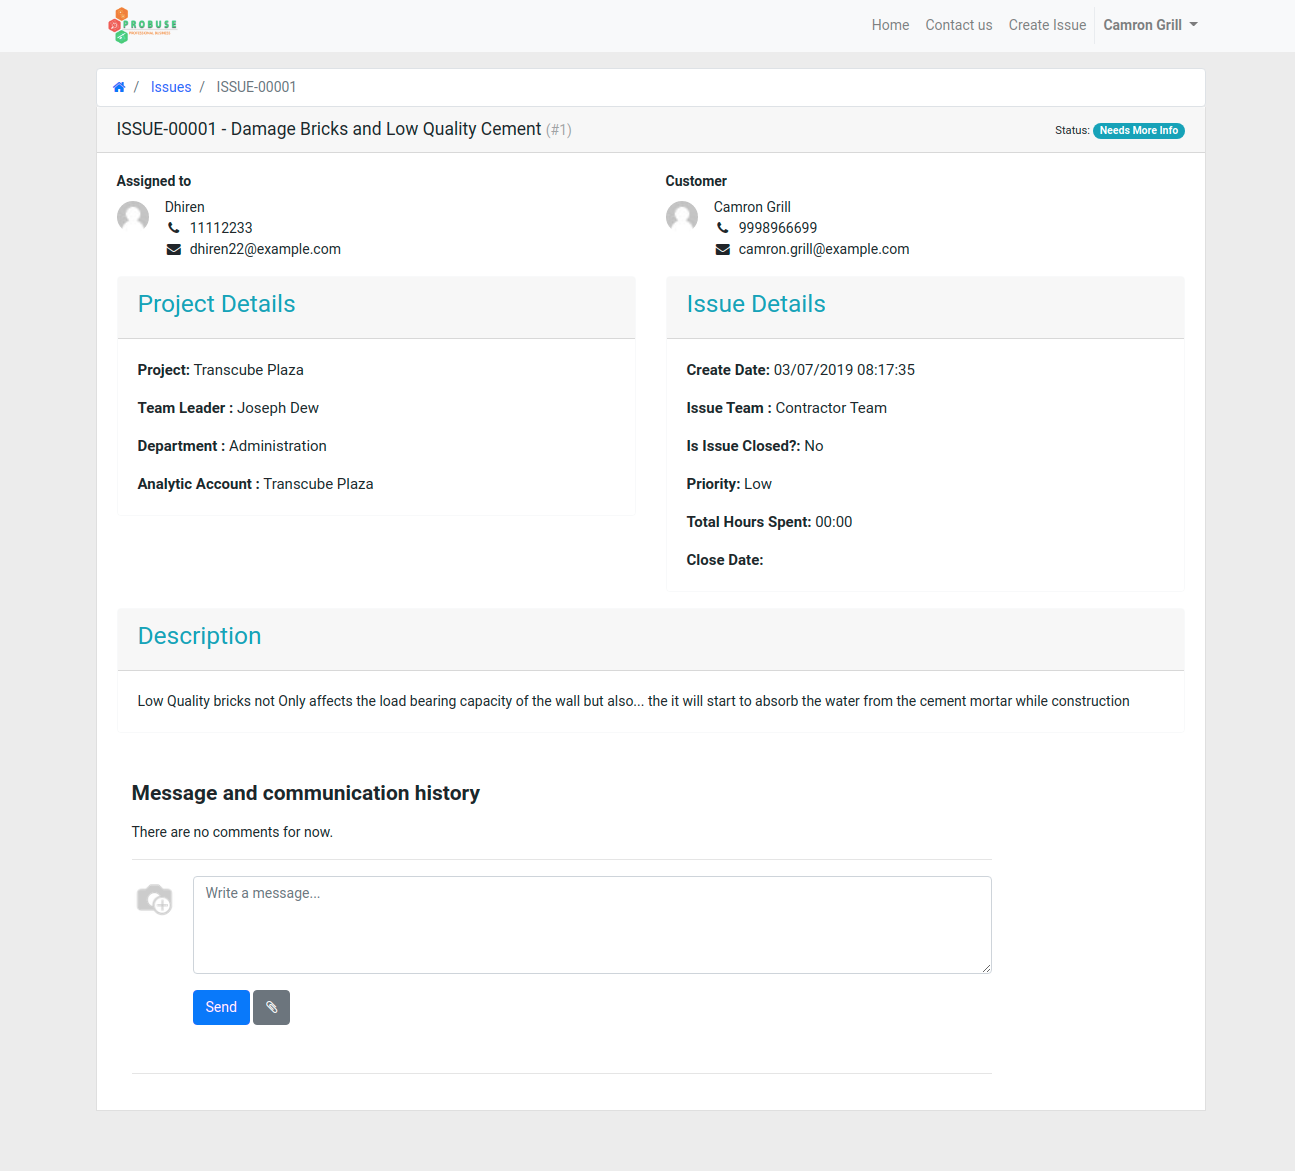 PROBUSE
PROFESSIONAL BUSINESS
Home Contact us Create Issue Camron Grill
/ Issues / ISSUE-00001
ISSUE-00001 - Damage Bricks and Low Quality Cement (#1)
Status: Needs More Info
Assigned to
Dhiren
11112233
dhiren22@example.com
Customer
Camron Grill
9998966699
camron.grill@example.com
Project Details
Project: Transcube Plaza
Team Leader : Joseph Dew
Department : Administration
Analytic Account : Transcube Plaza
Issue Details
Create Date: 03/07/2019 08:17:35
Issue Team : Contractor Team
Is Issue Closed?: No
Priority: Low
Total Hours Spent: 00:00
Close Date:
Description
Low Quality bricks not Only affects the load bearing capacity of the wall but also... the it will start to absorb the water from the cement mortar while construction
Message and communication history
There are no comments for now.
Write a message...
Send